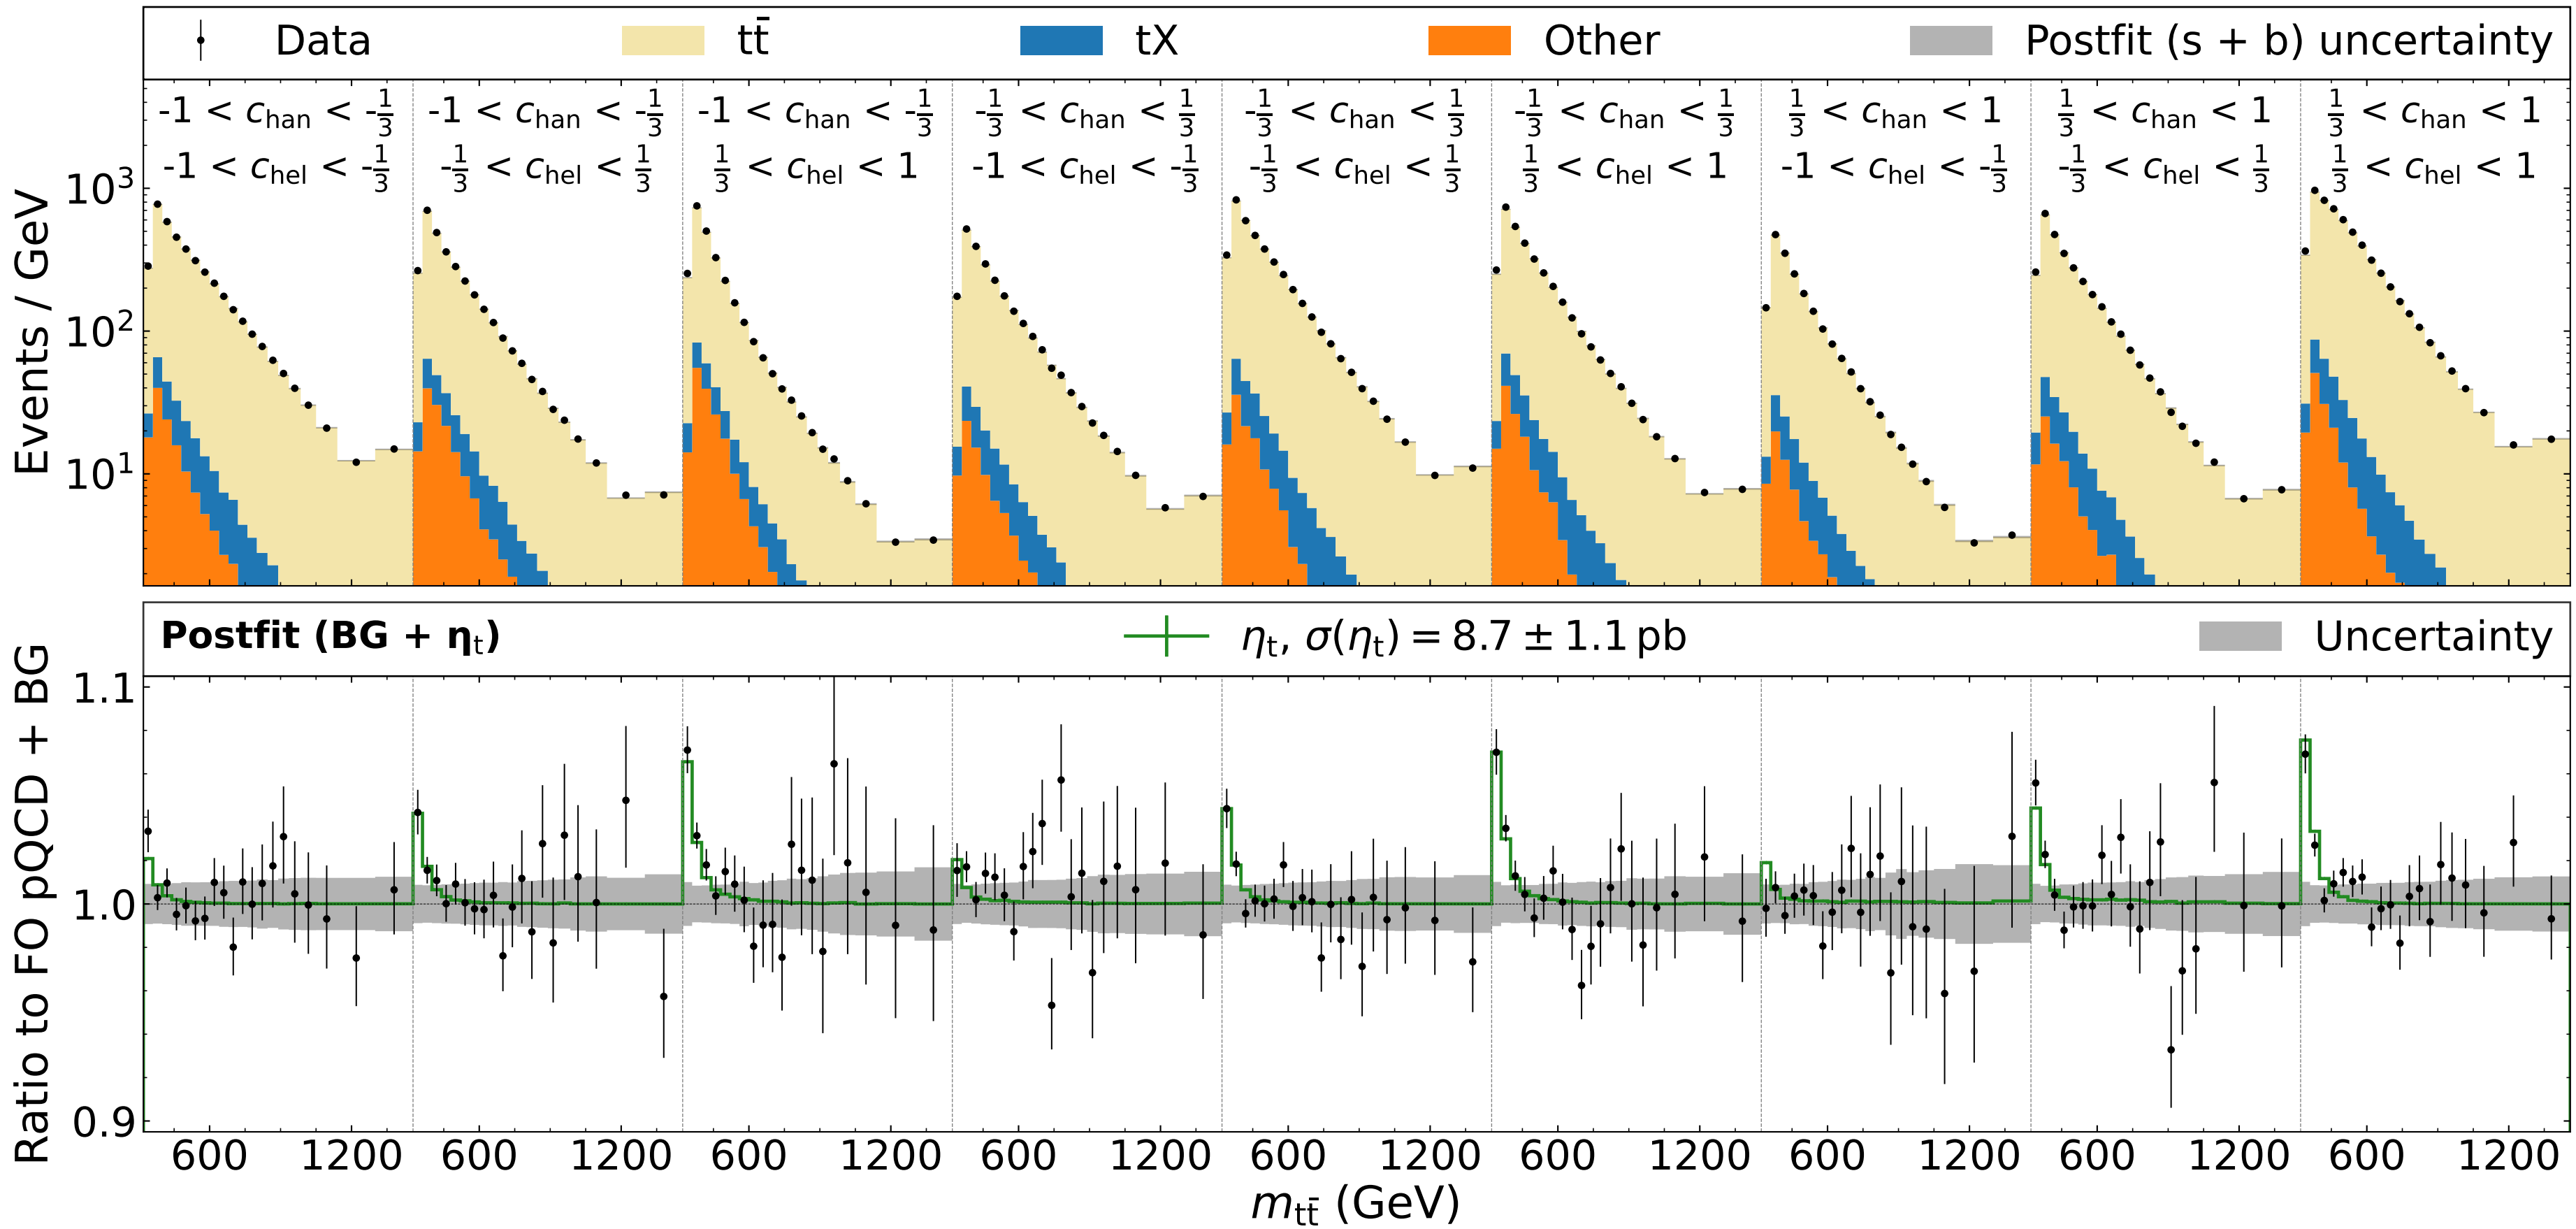 Data tt̄ tX Other Postfit (s + b) uncertainty
-1 < c_han < -1/3 -1 < c_han < -1/3 -1 < c_han < -1/3 -1/3 < c_han < 1/3 -1/3 < c_han < 1/3 -1/3 < c_han < 1/3 1/3 < c_han < 1 1/3 < c_han < 1 1/3 < c_han < 1
-1 < c_hel < -1/3 -1/3 < c_hel < 1/3 1/3 < c_hel < 1 -1 < c_hel < -1/3 -1/3 < c_hel < 1/3 1/3 < c_hel < 1 -1 < c_hel < -1/3 -1/3 < c_hel < 1/3 1/3 < c_hel < 1
Events / GeV
10³
10²
10¹
Postfit (BG + η_t) η_t, σ(η_t) = 8.7 ± 1.1 pb Uncertainty
Ratio to FO pQCD + BG
1.1
1.0
0.9
600 1200 600 1200 600 1200 600 1200 600 1200 600 1200 600 1200 600 1200 600 1200
m_tt̄ (GeV)